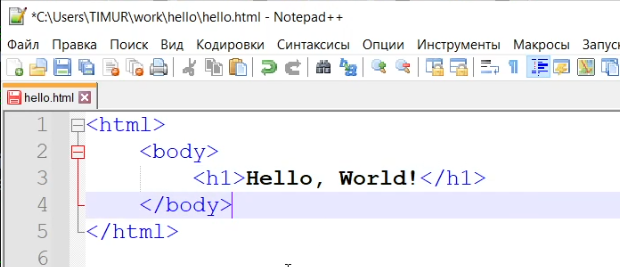 *C:\Users\TIMUR\work\hello\hello.html - Notepad++
Файл Правка Поиск Вид Кодировки Синтаксисы Опции Инструменты Макросы Запус
hello.html
1 <html>
2 <body>
3 <h1>Hello, World!</h1>
4 </body>
5 </html>
6